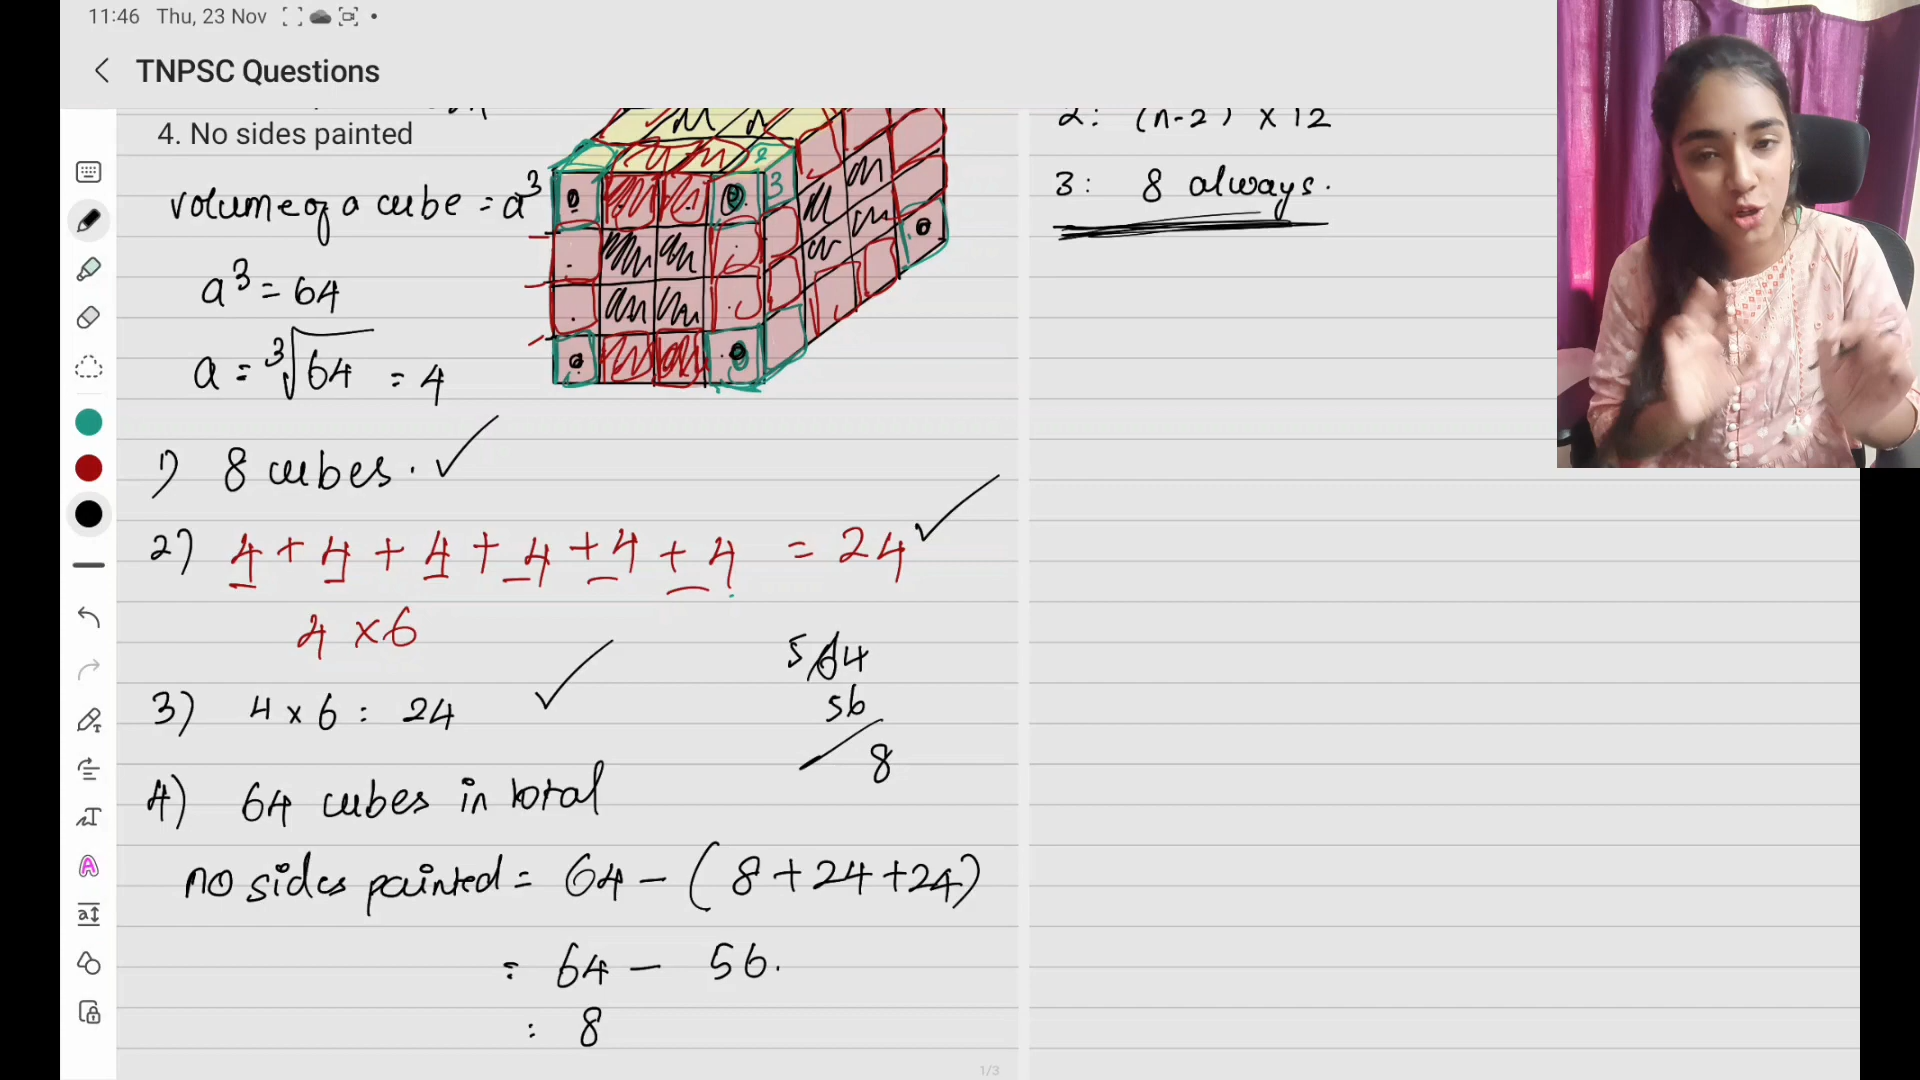 11:46 Thu, 23 Nov
TNPSC Questions
4. No sides painted
volume of a cube = a³
a³ = 64
a = ³√64 = 4
1) 8 cubes.
2) 4 + 4 + 4 + 4 + 4 + 4 = 24
4 × 6
3) 4 × 6 : 24
4) 64 cubes in total
no sides painted = 64 - (8 + 24 + 24)
= 64 - 56.
: 8
5 64
56
8
3
2: (n-2) × 12
3: 8 always.
1/3